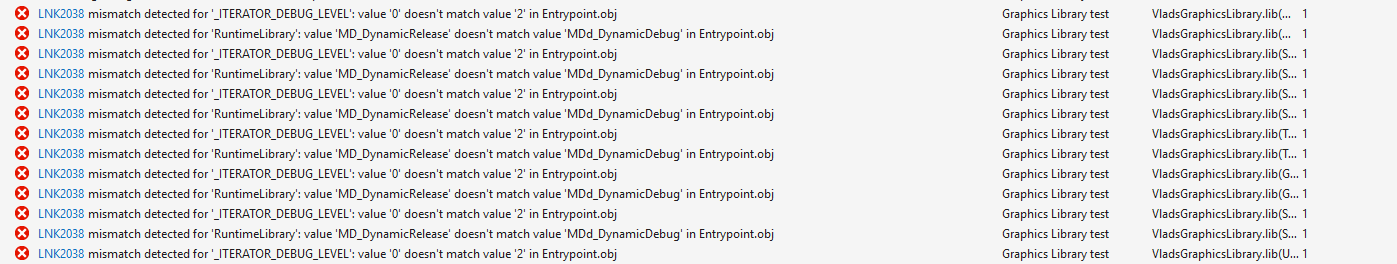 LNK2038 mismatch detected for '_ITERATOR_DEBUG_LEVEL': value '0' doesn't match value '2' in Entrypoint.obj Graphics Library test VladsGraphicsLibrary.lib(... 1
LNK2038 mismatch detected for 'RuntimeLibrary': value 'MD_DynamicRelease' doesn't match value 'MDd_DynamicDebug' in Entrypoint.obj Graphics Library test VladsGraphicsLibrary.lib(... 1
LNK2038 mismatch detected for '_ITERATOR_DEBUG_LEVEL': value '0' doesn't match value '2' in Entrypoint.obj Graphics Library test VladsGraphicsLibrary.lib(S... 1
LNK2038 mismatch detected for 'RuntimeLibrary': value 'MD_DynamicRelease' doesn't match value 'MDd_DynamicDebug' in Entrypoint.obj Graphics Library test VladsGraphicsLibrary.lib(S... 1
LNK2038 mismatch detected for '_ITERATOR_DEBUG_LEVEL': value '0' doesn't match value '2' in Entrypoint.obj Graphics Library test VladsGraphicsLibrary.lib(S... 1
LNK2038 mismatch detected for 'RuntimeLibrary': value 'MD_DynamicRelease' doesn't match value 'MDd_DynamicDebug' in Entrypoint.obj Graphics Library test VladsGraphicsLibrary.lib(S... 1
LNK2038 mismatch detected for '_ITERATOR_DEBUG_LEVEL': value '0' doesn't match value '2' in Entrypoint.obj Graphics Library test VladsGraphicsLibrary.lib(T... 1
LNK2038 mismatch detected for 'RuntimeLibrary': value 'MD_DynamicRelease' doesn't match value 'MDd_DynamicDebug' in Entrypoint.obj Graphics Library test VladsGraphicsLibrary.lib(T... 1
LNK2038 mismatch detected for '_ITERATOR_DEBUG_LEVEL': value '0' doesn't match value '2' in Entrypoint.obj Graphics Library test VladsGraphicsLibrary.lib(G... 1
LNK2038 mismatch detected for 'RuntimeLibrary': value 'MD_DynamicRelease' doesn't match value 'MDd_DynamicDebug' in Entrypoint.obj Graphics Library test VladsGraphicsLibrary.lib(G... 1
LNK2038 mismatch detected for '_ITERATOR_DEBUG_LEVEL': value '0' doesn't match value '2' in Entrypoint.obj Graphics Library test VladsGraphicsLibrary.lib(S... 1
LNK2038 mismatch detected for 'RuntimeLibrary': value 'MD_DynamicRelease' doesn't match value 'MDd_DynamicDebug' in Entrypoint.obj Graphics Library test VladsGraphicsLibrary.lib(S... 1
LNK2038 mismatch detected for '_ITERATOR_DEBUG_LEVEL': value '0' doesn't match value '2' in Entrypoint.obj Graphics Library test VladsGraphicsLibrary.lib(U... 1